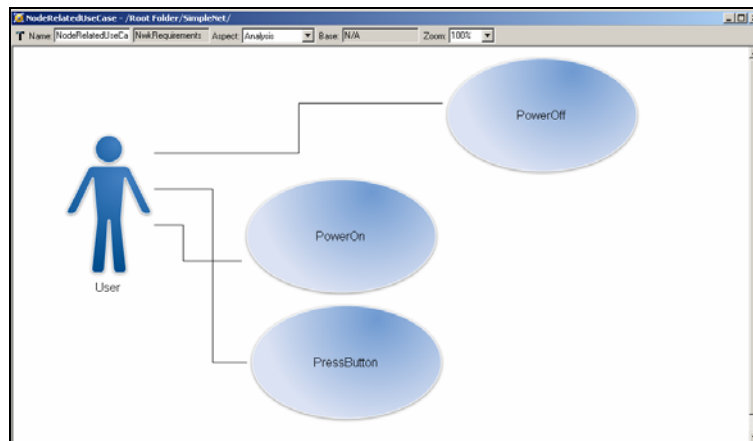 NodeRelatedUseCase - /Root Folder/SimpleNet/
Name: NodeRelatedUseCa NwkRequirements Aspect: Analysis Base: N/A Zoom: 100%
PowerOff
PowerOn
User
PressButton